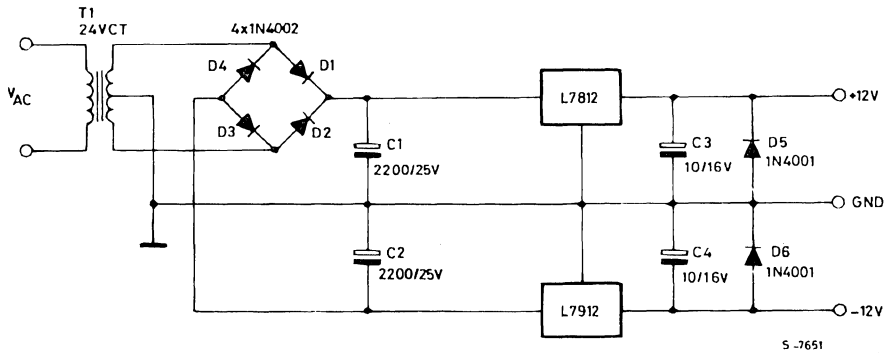 T1
24VCT
4x1N4002
D4
D1
VAC
D3
D2
L7812
+12V
C1
2200/25V
C3
10/16V
D5
1N4001
GND
C2
2200/25V
C4
10/16V
D6
1N4001
L7912
-12V
S-7651